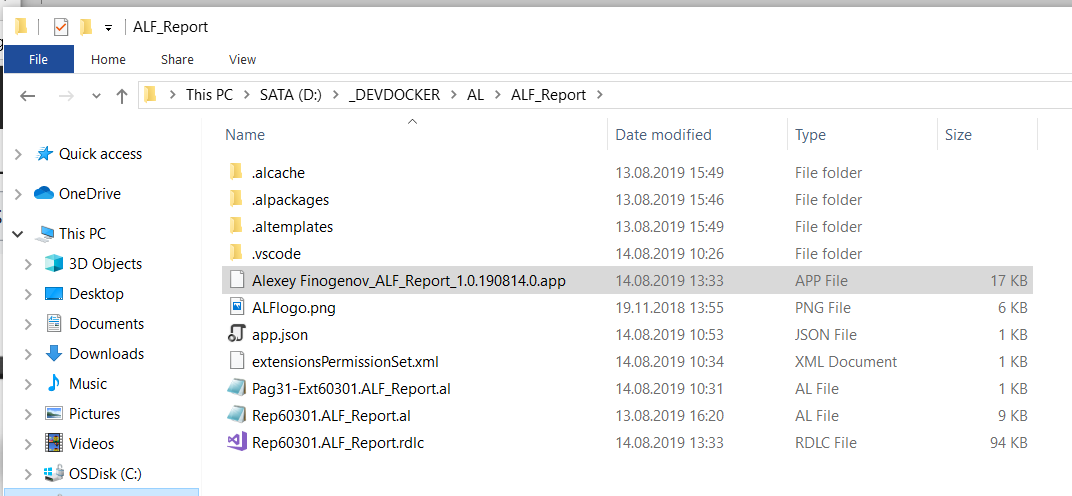 ALF_Report
File Home Share View
This PC SATA (D:) _DEVDOCKER AL ALF_Report
Name Date modified Type Size
Quick access
OneDrive
This PC
3D Objects
Desktop
Documents
Downloads
Music
Pictures
Videos
OSDisk (C:)
.alcache 13.08.2019 15:49 File folder
.alpackages 13.08.2019 15:46 File folder
.altemplates 13.08.2019 15:49 File folder
.vscode 14.08.2019 10:26 File folder
Alexey Finogenov_ALF_Report_1.0.190814.0.app 14.08.2019 13:33 APP File 17 KB
ALFlogo.png 19.11.2018 13:55 PNG File 6 KB
app.json 14.08.2019 10:53 JSON File 1 KB
extensionsPermissionSet.xml 14.08.2019 10:34 XML Document 1 KB
Pag31-Ext60301.ALF_Report.al 14.08.2019 10:31 AL File 1 KB
Rep60301.ALF_Report.al 13.08.2019 16:20 AL File 9 KB
Rep60301.ALF_Report.rdlc 14.08.2019 13:33 RDLC File 94 KB